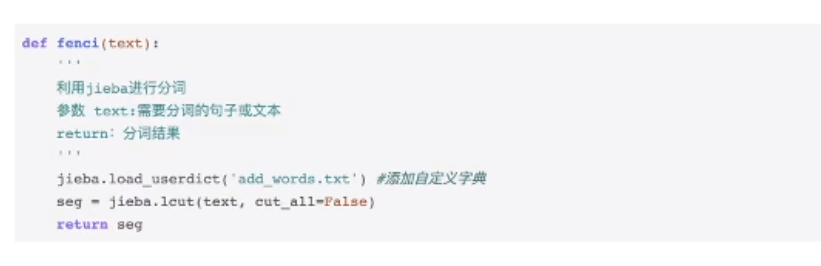 def fenci(text):
'''
利用jieba进行分词
参数 text:需要分词的句子或文本
return：分词结果
'''
jieba.load_userdict('add_words.txt') #添加自定义字典
seg = jieba.lcut(text, cut_all=False)
return seg